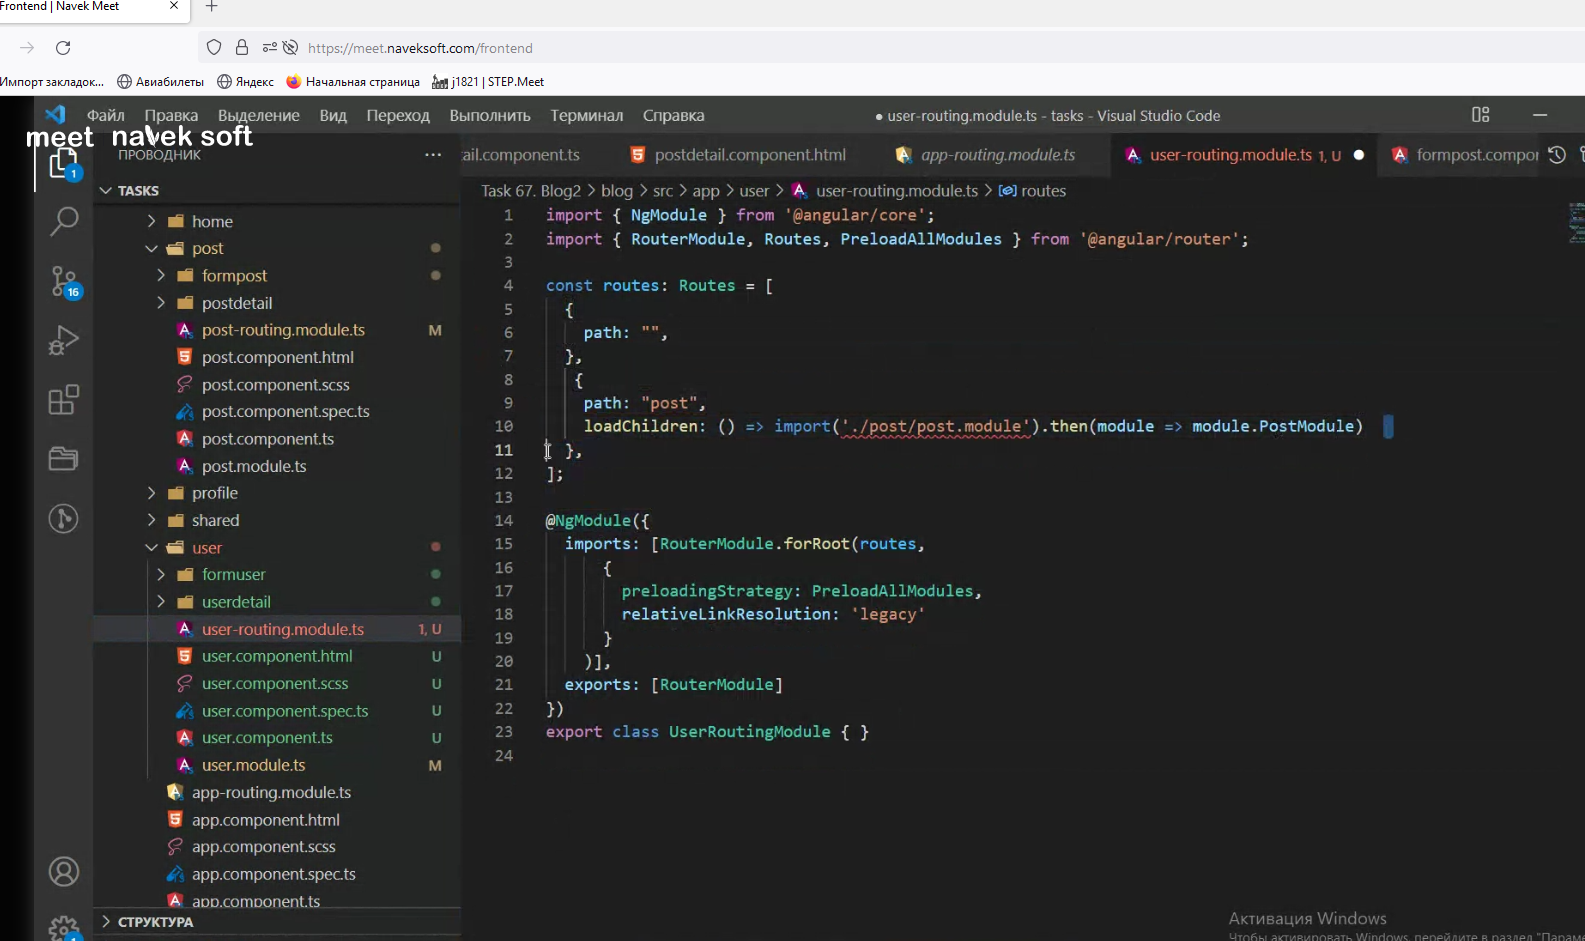 Frontend | Navek Meet
https://meet.naveksoft.com/frontend
Импорт закладок... Авиабилеты Яндекс Начальная страница j1821 | STEP.Meet
Файл Правка Выделение Вид Переход Выполнить Терминал Справка ● user-routing.module.ts - tasks - Visual Studio Code
meet navek soft
ПРОВОДНИК ...
ail.component.ts postdetail.component.html app-routing.module.ts user-routing.module.ts 1, U ● formpost.compo
Task 67. Blog2 > blog > src > app > user > user-routing.module.ts > routes
1
16
1
TASKS
home
post
formpost
postdetail
post-routing.module.ts M
post.component.html
post.component.scss
post.component.spec.ts
post.component.ts
post.module.ts
profile
shared
user
formuser
userdetail
user-routing.module.ts 1, U
user.component.html U
user.component.scss U
user.component.spec.ts U
user.component.ts U
user.module.ts M
app-routing.module.ts
app.component.html
app.component.scss
app.component.spec.ts
app.component.ts
СТРУКТУРА
1 import { NgModule } from '@angular/core';
2 import { RouterModule, Routes, PreloadAllModules } from '@angular/router';
3
4 const routes: Routes = [
5 {
6 path: "",
7 },
8 {
9 path: "post",
10 loadChildren: () => import('./post/post.module').then(module => module.PostModule)
11 },
12 ];
13
14 @NgModule({
15 imports: [RouterModule.forRoot(routes,
16 {
17 preloadingStrategy: PreloadAllModules,
18 relativeLinkResolution: 'legacy'
19 }
20 )],
21 exports: [RouterModule]
22 })
23 export class UserRoutingModule { }
24
Активация Windows
Чтобы активировать Windows, перейдите в раздел "Параме